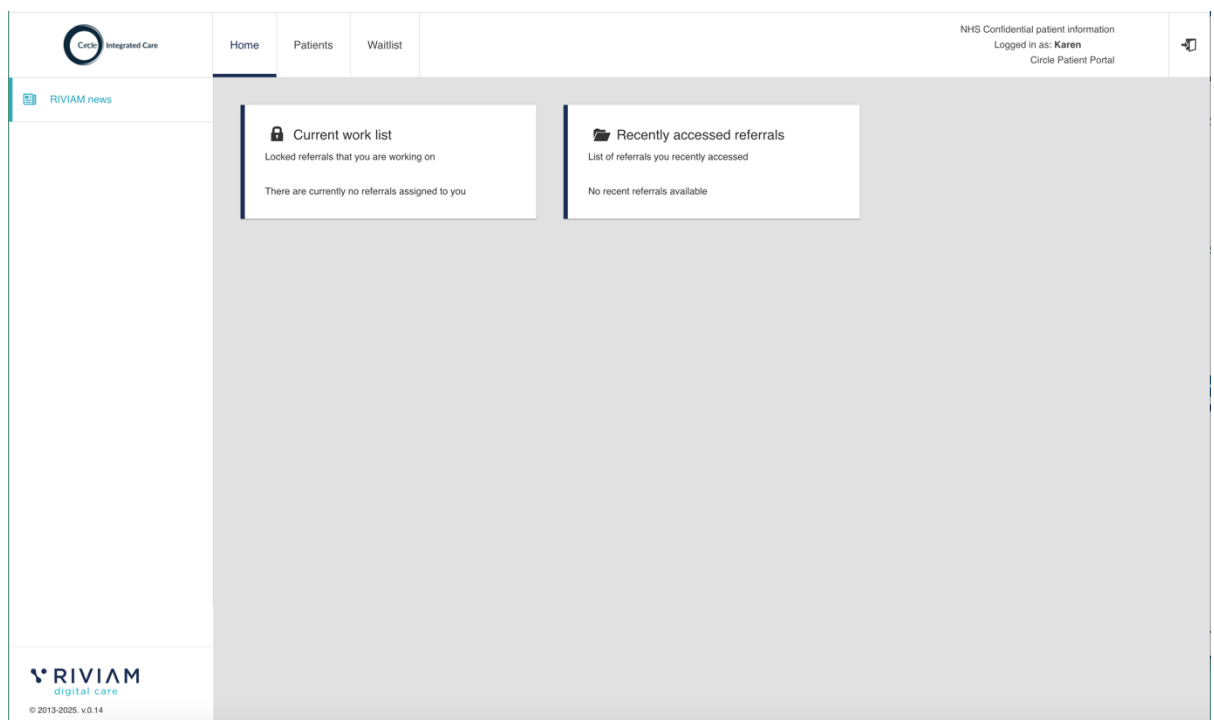 Circle Integrated Care
Home
Patients
Waitlist
NHS Confidential patient information
Logged in as: Karen
Circle Patient Portal
RIVIAM news
Current work list
Locked referrals that you are working on
There are currently no referrals assigned to you
Recently accessed referrals
List of referrals you recently accessed
No recent referrals available
RIVIAM
digital care
© 2013-2025. v.0.14